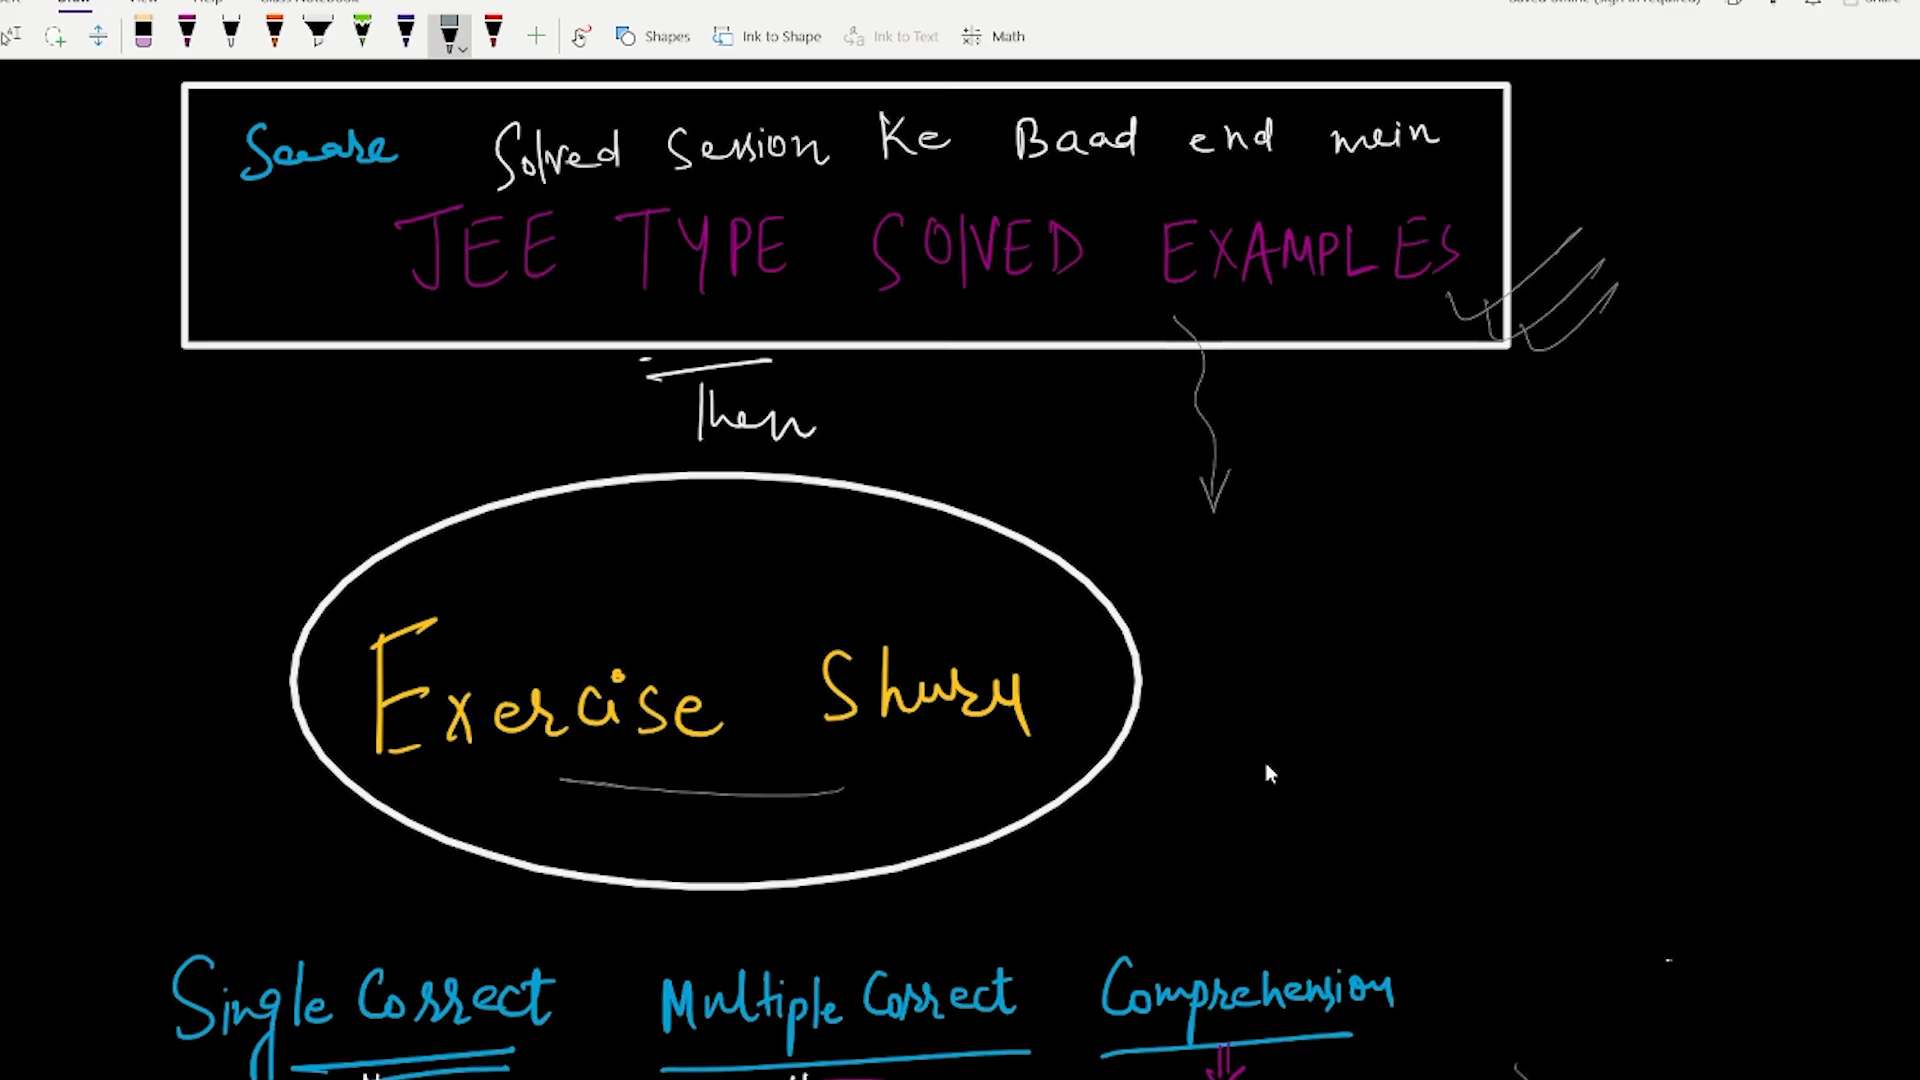 Shapes Ink to Shape Ink to Text Math
Saare Solved Session Ke Baad end mein
JEE TYPE SOLVED EXAMPLES
Then
Exercise Shuru
Single Correct Multiple Correct Comprehension